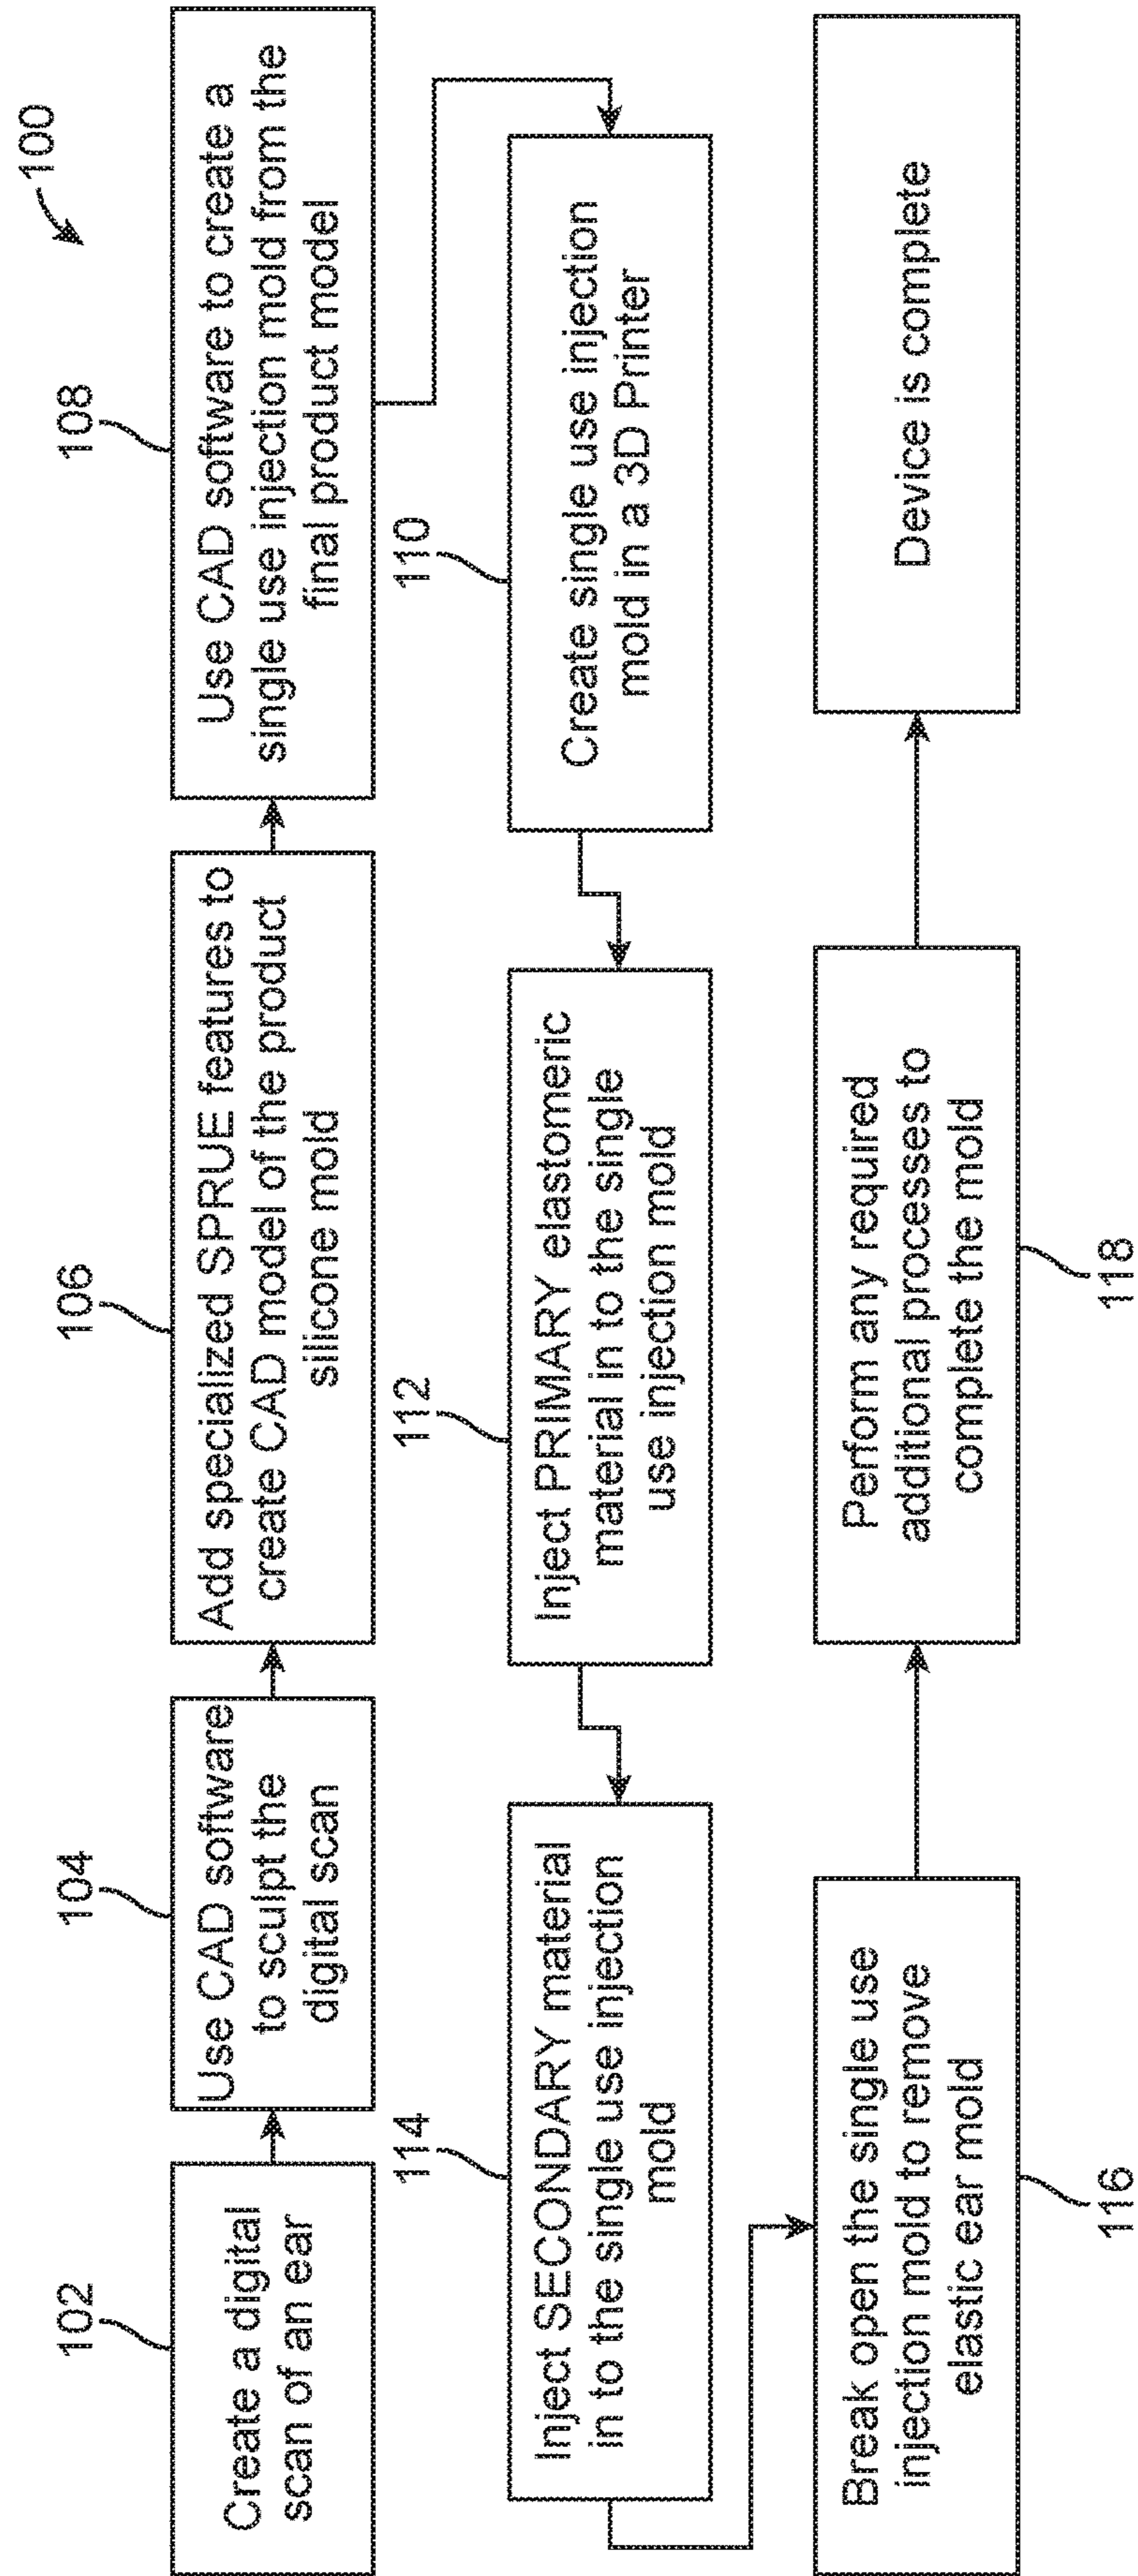 100
102
Create a digital
scan of an ear
104
Use CAD software
to sculpt the
digital scan
106
Add specialized SPRUE features to
create CAD model of the product
silicone mold
108
Use CAD software to create a
single use injection mold from the
final product model
110
Create single use injection
mold in a 3D Printer
112
Inject PRIMARY elastomeric
material in to the single
use injection mold
114
Inject SECONDARY material
in to the single use injection
mold
Break open the single use
injection mold to remove
elastic ear mold
116
Perform any required
additional processes to
complete the mold
118
Device is complete